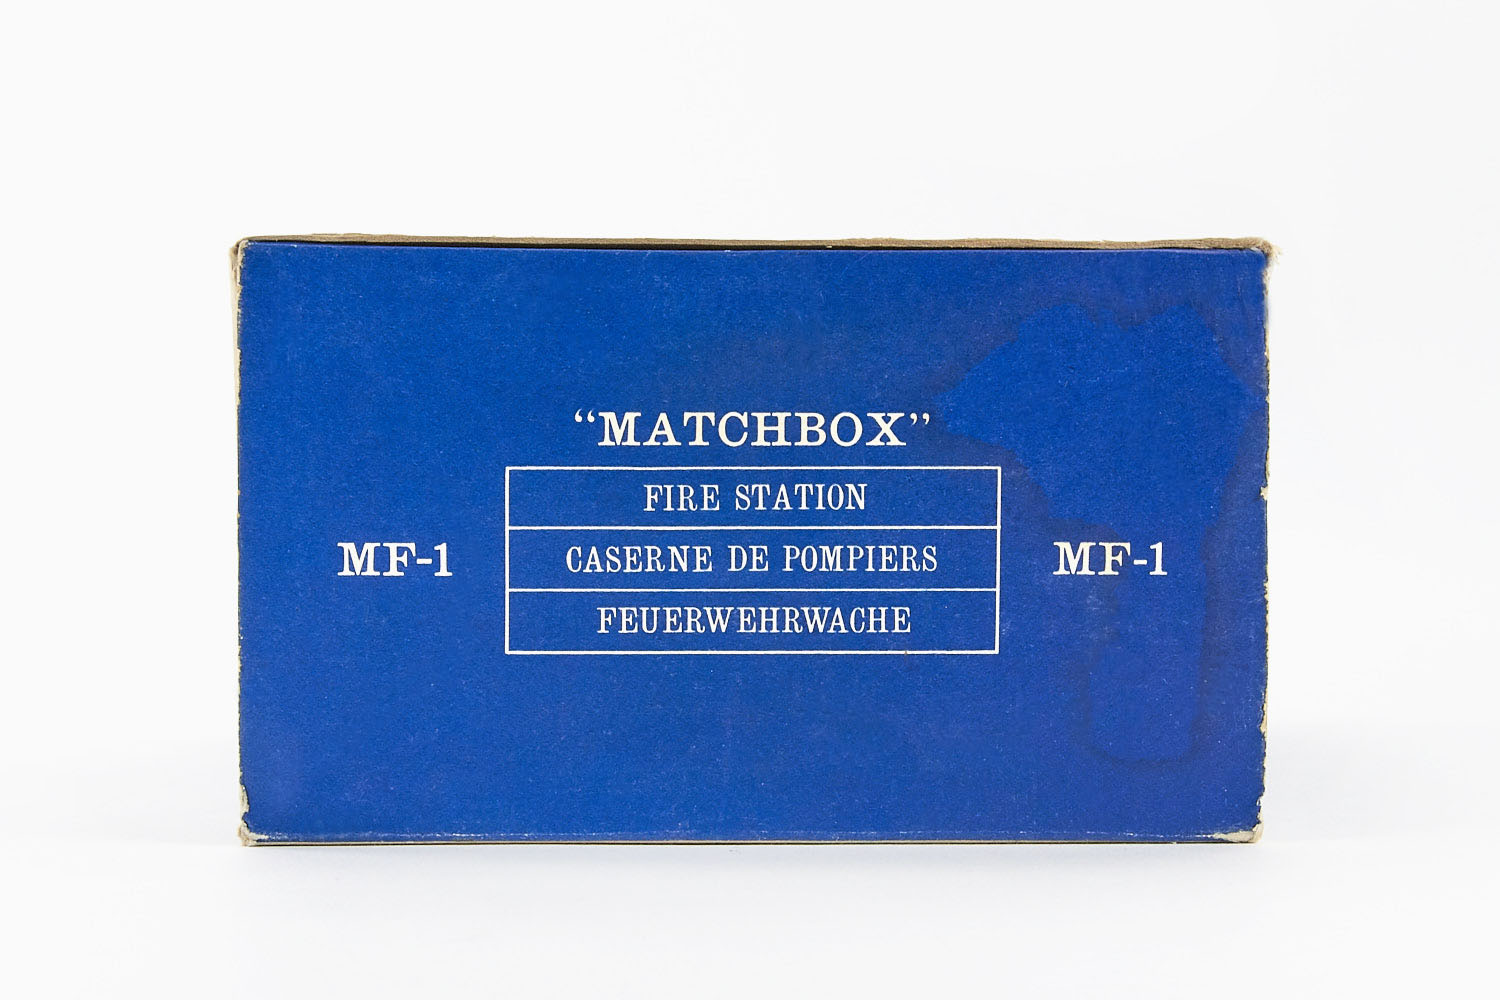 “MATCHBOX”
FIRE STATION
MF-1 CASERNE DE POMPIERS MF-1
FEUERWEHRWACHE